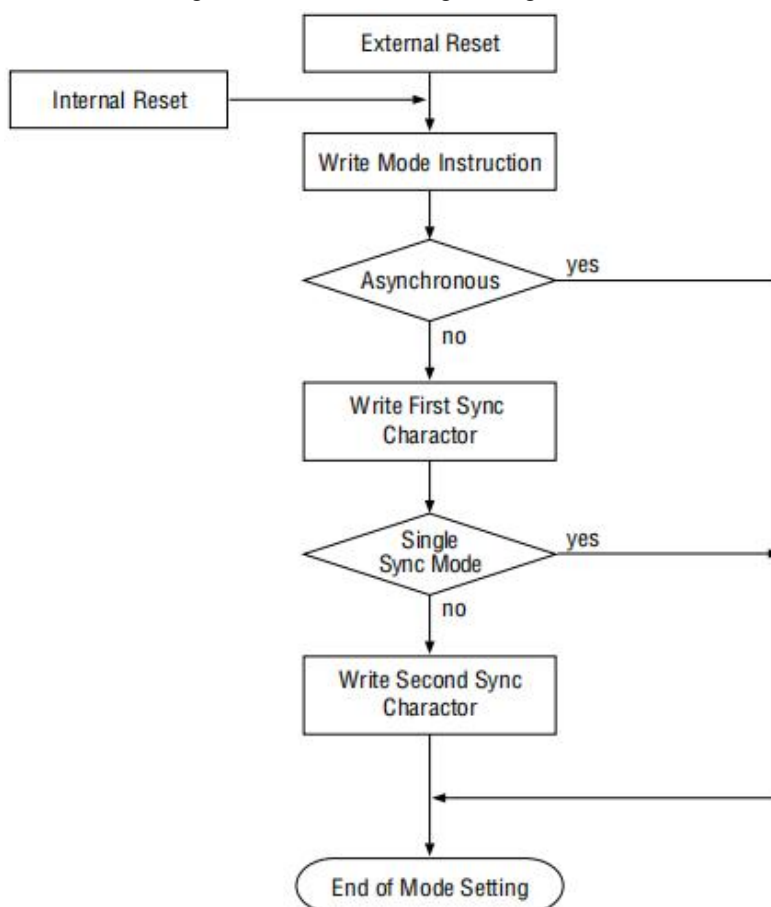 External Reset
Internal Reset
Write Mode Instruction
Asynchronous
yes
no
Write First Sync
Charactor
Single
Sync Mode
yes
no
Write Second Sync
Charactor
End of Mode Setting